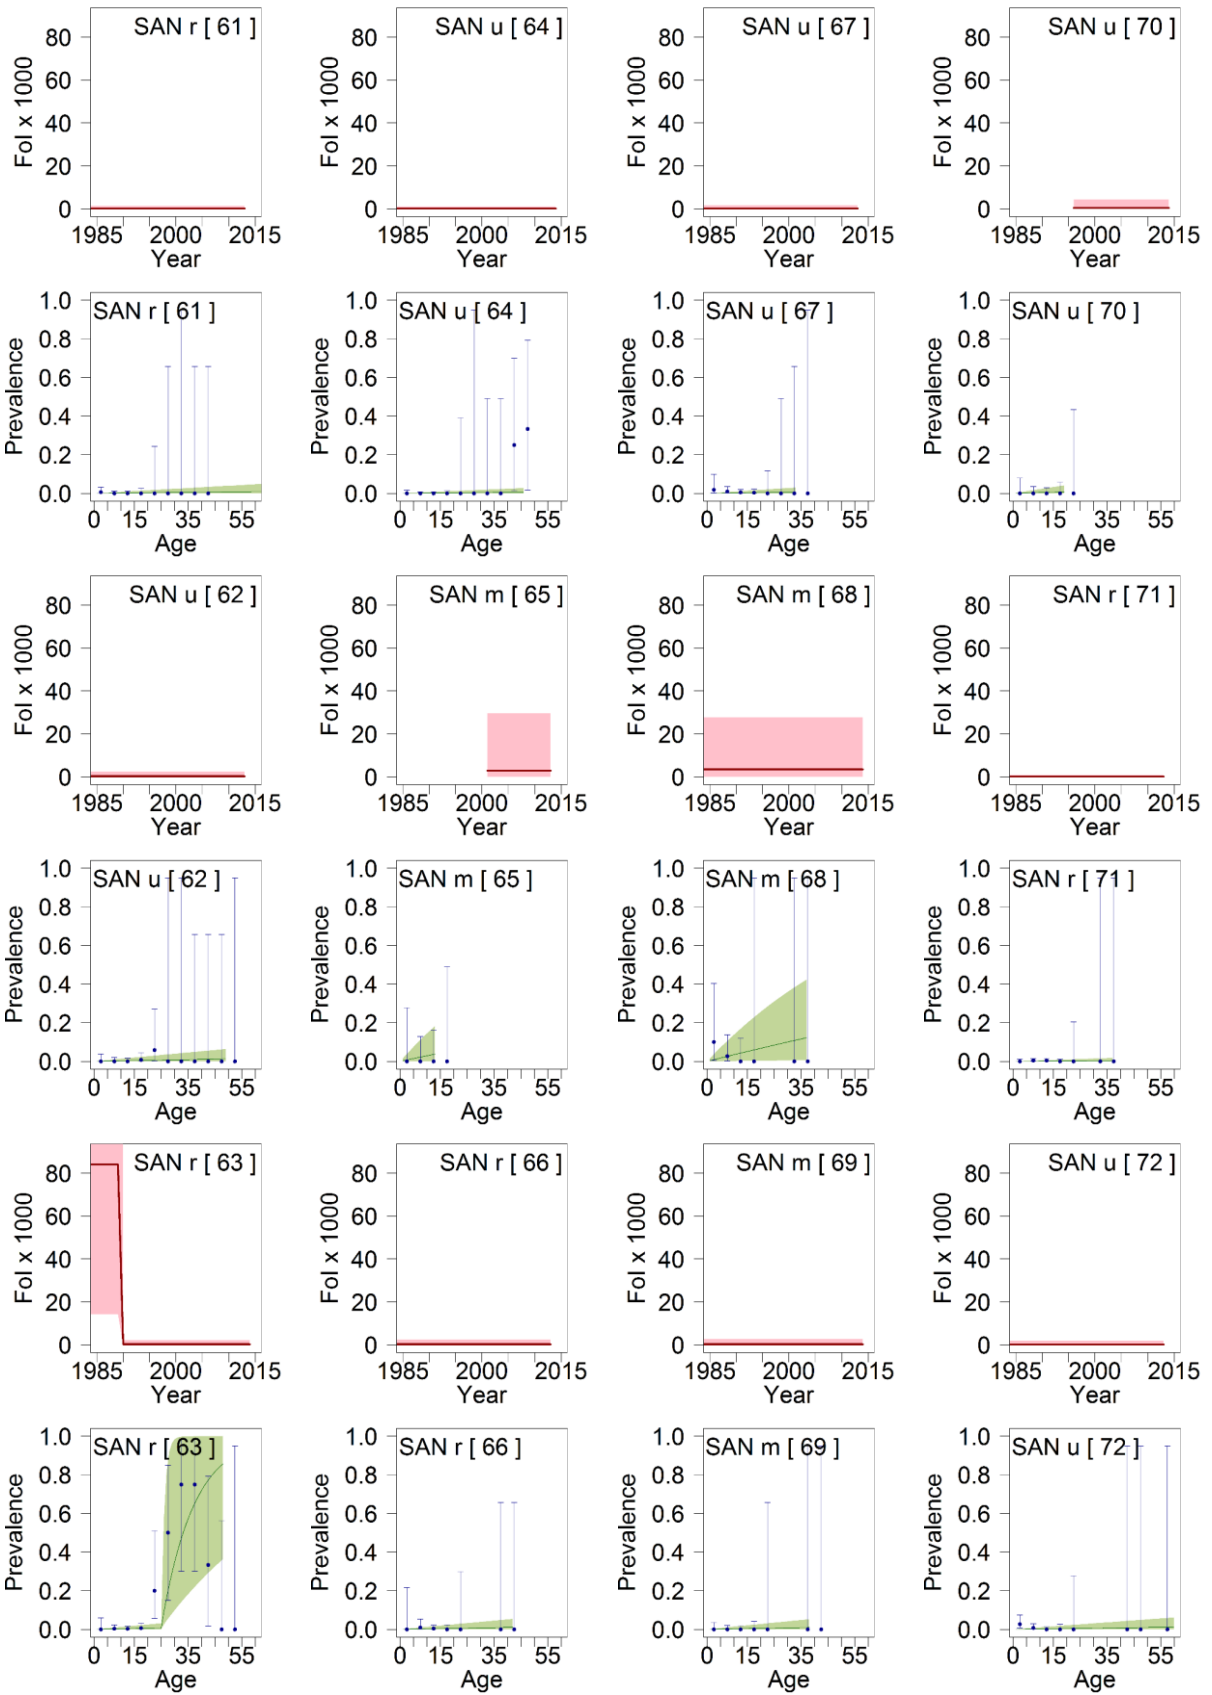 SAN r [ 61 ]
FoI x 1000
80
60
40
20
0
1985 2000 2015
Year
SAN u [ 64 ]
FoI x 1000
80
60
40
20
0
1985 2000 2015
Year
SAN u [ 67 ]
FoI x 1000
80
60
40
20
0
1985 2000 2015
Year
SAN u [ 70 ]
FoI x 1000
80
60
40
20
0
1985 2000 2015
Year
SAN r [ 61 ]
Prevalence
1.0
0.8
0.6
0.4
0.2
0.0
0 15 35 55
Age
SAN u [ 64 ]
Prevalence
1.0
0.8
0.6
0.4
0.2
0.0
0 15 35 55
Age
SAN u [ 67 ]
Prevalence
1.0
0.8
0.6
0.4
0.2
0.0
0 15 35 55
Age
SAN u [ 70 ]
Prevalence
1.0
0.8
0.6
0.4
0.2
0.0
0 15 35 55
Age
SAN u [ 62 ]
FoI x 1000
80
60
40
20
0
1985 2000 2015
Year
SAN m [ 65 ]
FoI x 1000
80
60
40
20
0
1985 2000 2015
Year
SAN m [ 68 ]
FoI x 1000
80
60
40
20
0
1985 2000 2015
Year
SAN r [ 71 ]
FoI x 1000
80
60
40
20
0
1985 2000 2015
Year
SAN u [ 62 ]
Prevalence
1.0
0.8
0.6
0.4
0.2
0.0
0 15 35 55
Age
SAN m [ 65 ]
Prevalence
1.0
0.8
0.6
0.4
0.2
0.0
0 15 35 55
Age
SAN m [ 68 ]
Prevalence
1.0
0.8
0.6
0.4
0.2
0.0
0 15 35 55
Age
SAN r [ 71 ]
Prevalence
1.0
0.8
0.6
0.4
0.2
0.0
0 15 35 55
Age
SAN r [ 63 ]
FoI x 1000
80
60
40
20
0
1985 2000 2015
Year
SAN r [ 66 ]
FoI x 1000
80
60
40
20
0
1985 2000 2015
Year
SAN m [ 69 ]
FoI x 1000
80
60
40
20
0
1985 2000 2015
Year
SAN u [ 72 ]
FoI x 1000
80
60
40
20
0
1985 2000 2015
Year
SAN r [ 63 ]
Prevalence
1.0
0.8
0.6
0.4
0.2
0.0
0 15 35 55
Age
SAN r [ 66 ]
Prevalence
1.0
0.8
0.6
0.4
0.2
0.0
0 15 35 55
Age
SAN m [ 69 ]
Prevalence
1.0
0.8
0.6
0.4
0.2
0.0
0 15 35 55
Age
SAN u [ 72 ]
Prevalence
1.0
0.8
0.6
0.4
0.2
0.0
0 15 35 55
Age